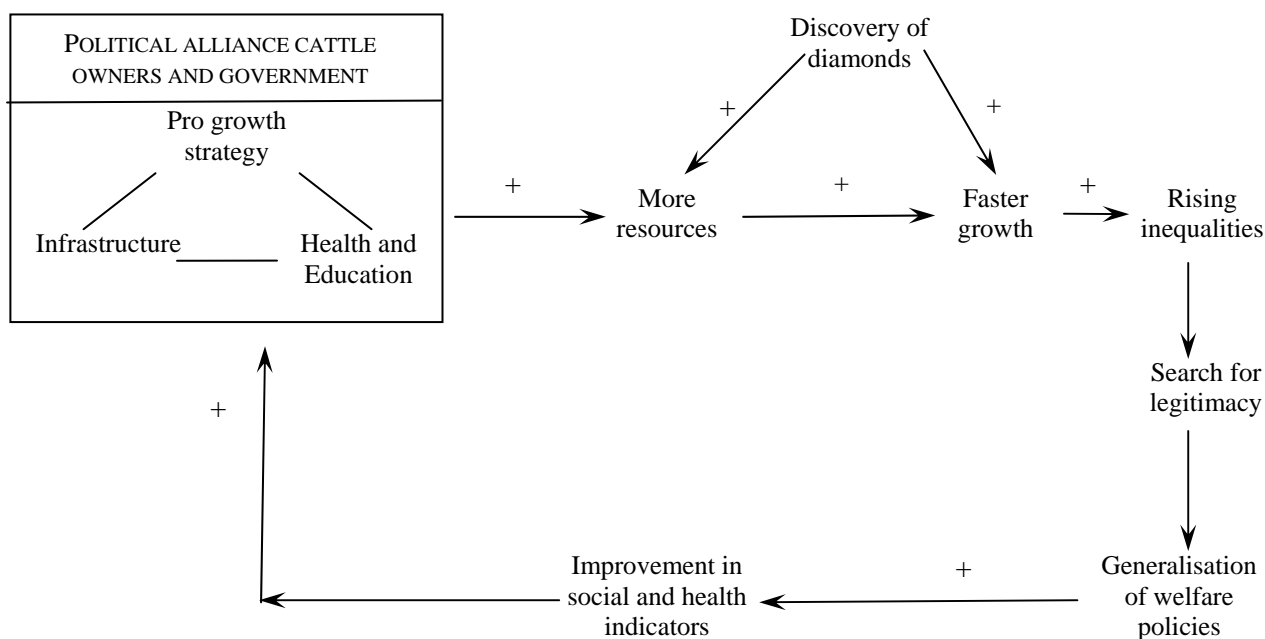 POLITICAL ALLIANCE CATTLE
OWNERS AND GOVERNMENT
Pro growth
strategy
Infrastructure
Health and
Education
+
Discovery of
diamonds
+
+
More
resources
+
Faster
growth
+
Rising
inequalities
Search for
legitimacy
Generalisation
of welfare
policies
+
Improvement in
social and health
indicators
+